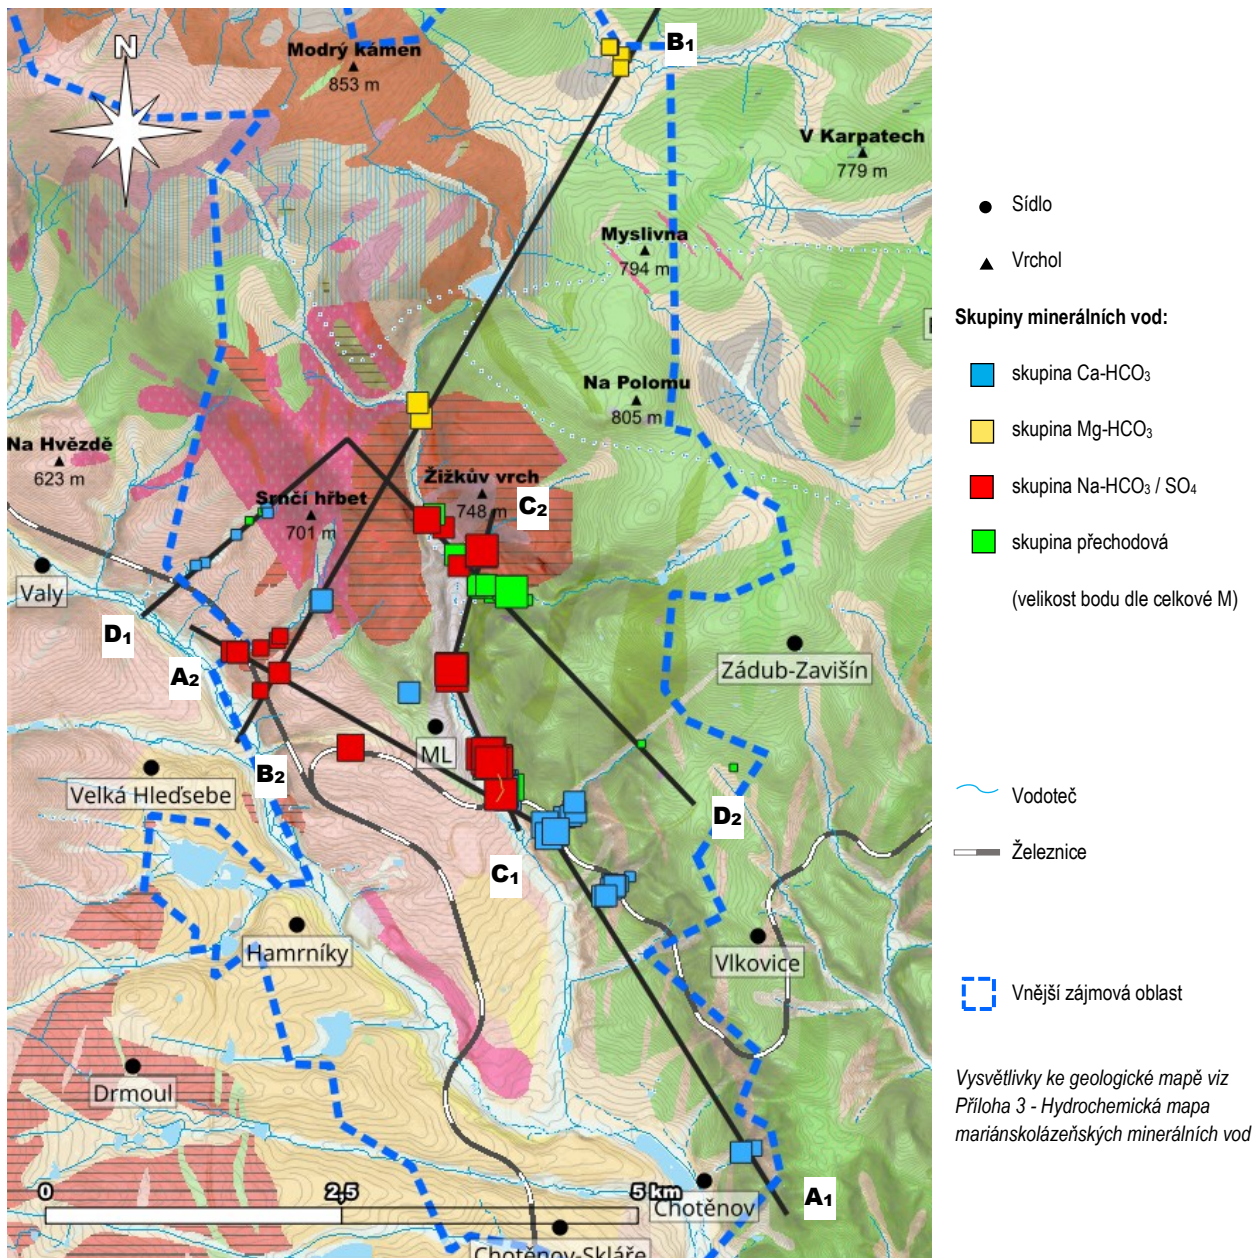 N
Modrý kámen
853 m
B1
V Karpatech
779 m
Myslivna
794 m
Na Polomu
805 m
Na Hvězdě
623 m
Žižkův vrch
748 m
Srnčí hřbet
701 m
C2
Valy
D1
A2
Zádub-Zavišín
ML
Velká Hleďsebe
B2
D2
C1
Hamrníky
Vlkovice
Drmoul
0
2,5
5 km
Chotěnov
A1
Chotěnov-Skláře
Sídlo
Vrchol
Skupiny minerálních vod:
skupina Ca-HCO3
skupina Mg-HCO3
skupina Na-HCO3 / SO4
skupina přechodová
(velikost bodu dle celkové M)
Vodoteč
Železnice
Vnější zájmová oblast
Vysvětlivky ke geologické mapě viz
Příloha 3 - Hydrochemická mapa
mariánskolázeňských minerálních vod